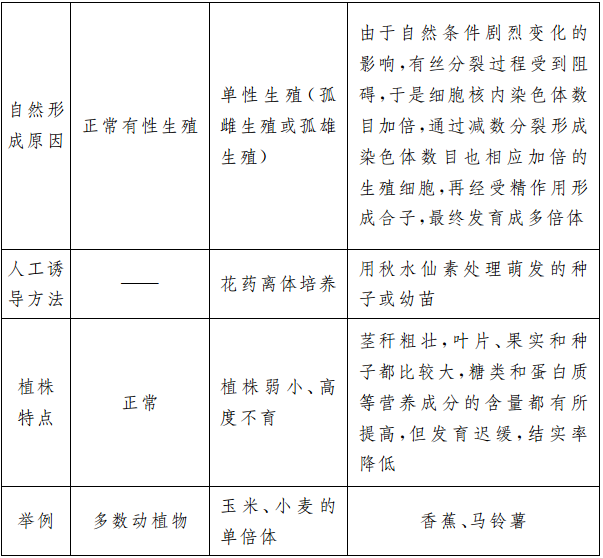 自然形
成原因
正常有性生殖
单性生殖(孤
雌生殖或孤雄
生殖)
由于自然条件剧烈变化的
影响,有丝分裂过程受到阻
碍,于是细胞核内染色体数
目加倍,通过减数分裂形成
染色体数目也相应加倍的
生殖细胞,再经受精作用形
成合子,最终发育成多倍体
人工诱
导方法
——
花药离体培养
用秋水仙素处理萌发的种
子或幼苗
植株
特点
正常
植株弱小、高
度不育
茎秆粗壮,叶片、果实和种
子都比较大,糖类和蛋白质
等营养成分的含量都有所
提高,但发育迟缓,结实率
降低
举例
多数动植物
玉米、小麦的
单倍体
香蕉、马铃薯